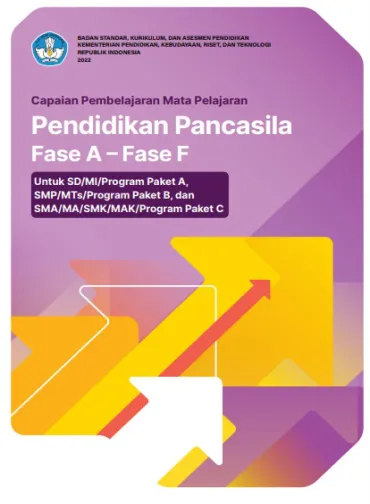 BADAN STANDAR, KURIKULUM, DAN ASESMEN PENDIDIKAN
KEMENTERIAN PENDIDIKAN, KEBUDAYAAN, RISET, DAN TEKNOLOGI
REPUBLIK INDONESIA
2022
Capaian Pembelajaran Mata Pelajaran
Pendidikan Pancasila
Fase A – Fase F
Untuk SD/MI/Program Paket A,
SMP/MTs/Program Paket B, dan
SMA/MA/SMK/MAK/Program Paket C